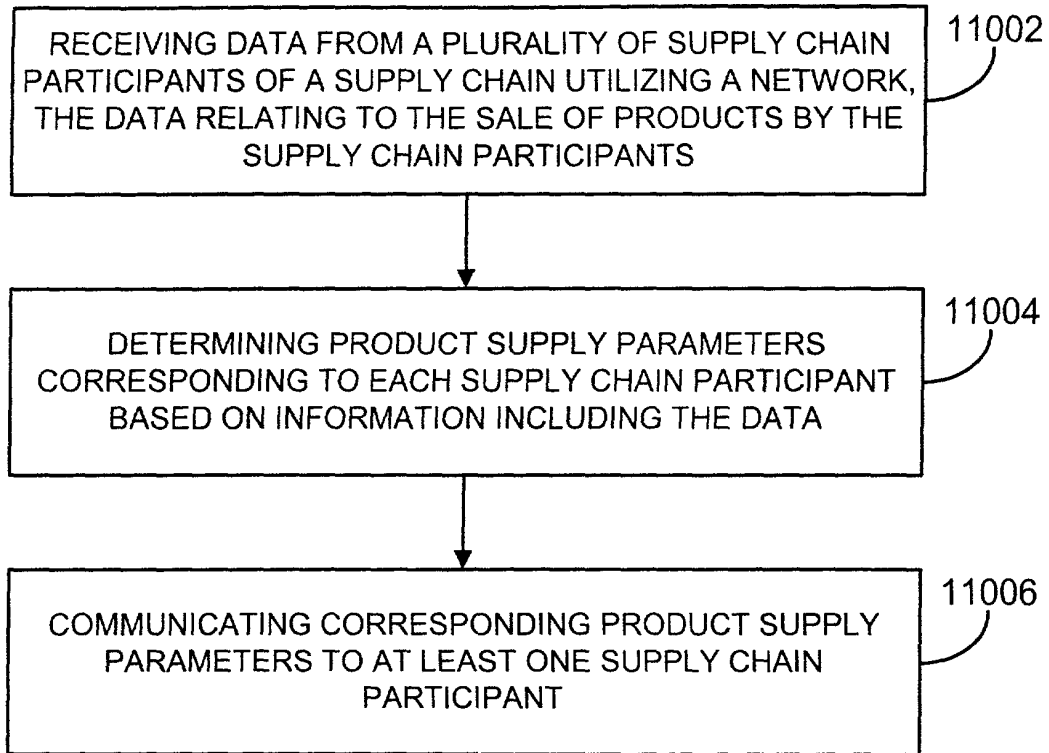 RECEIVING DATA FROM A PLURALITY OF SUPPLY CHAIN
PARTICIPANTS OF A SUPPLY CHAIN UTILIZING A NETWORK,
THE DATA RELATING TO THE SALE OF PRODUCTS BY THE
SUPPLY CHAIN PARTICIPANTS
11002
DETERMINING PRODUCT SUPPLY PARAMETERS
CORRESPONDING TO EACH SUPPLY CHAIN PARTICIPANT
BASED ON INFORMATION INCLUDING THE DATA
11004
COMMUNICATING CORRESPONDING PRODUCT SUPPLY
PARAMETERS TO AT LEAST ONE SUPPLY CHAIN
PARTICIPANT
11006